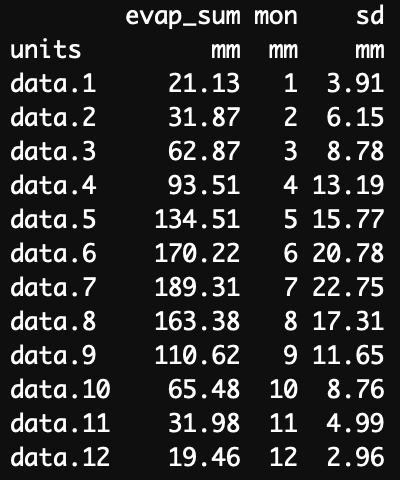 evap_sum mon sd
units mm mm mm
data.1 21.13 1 3.91
data.2 31.87 2 6.15
data.3 62.87 3 8.78
data.4 93.51 4 13.19
data.5 134.51 5 15.77
data.6 170.22 6 20.78
data.7 189.31 7 22.75
data.8 163.38 8 17.31
data.9 110.62 9 11.65
data.10 65.48 10 8.76
data.11 31.98 11 4.99
data.12 19.46 12 2.96